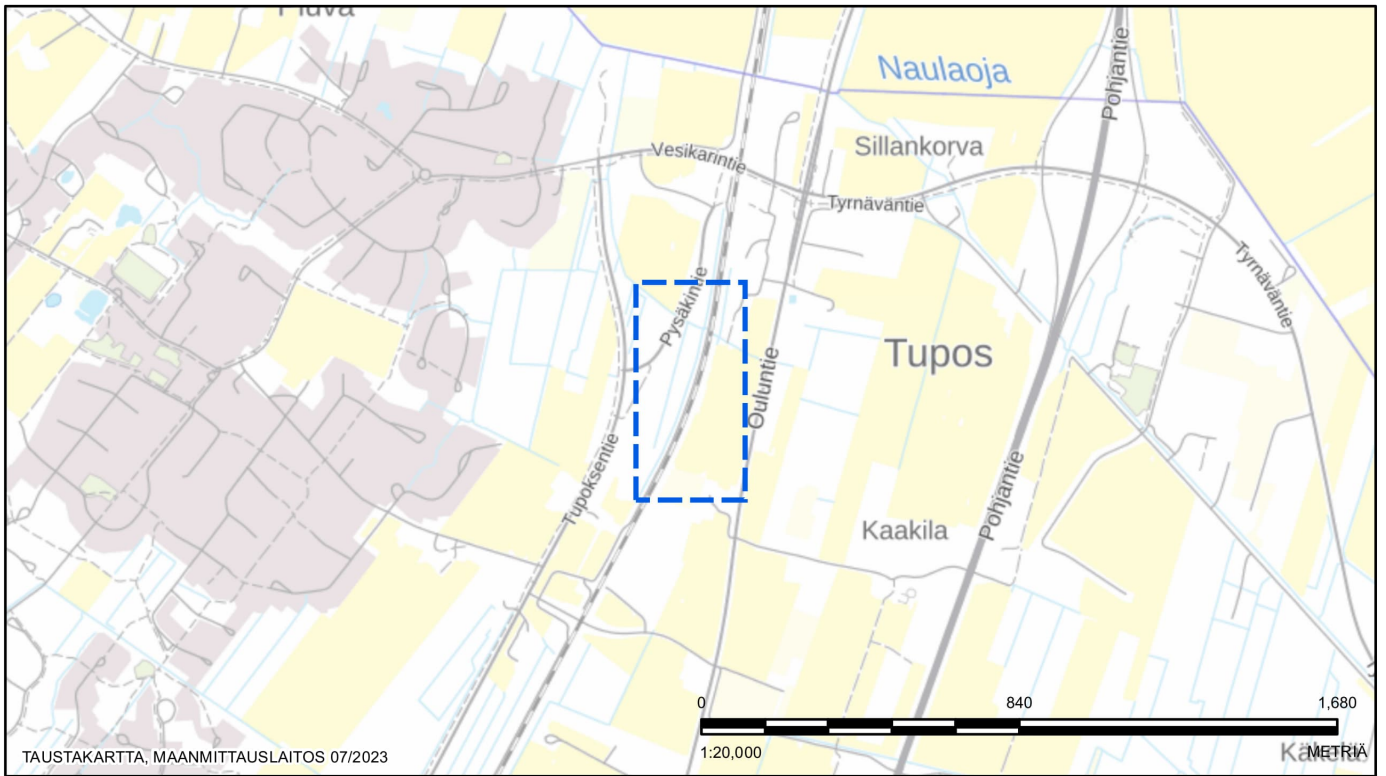 Naulaoja
Pohjantie
Sillankorva
Vesikarintie
Tyrnäväntie
Tyrnäväntie
Pysäkintie
Tupos
Ouluntie
Tupoksentie
Pohjantie
Kaakila
0 840 1,680
1:20,000 METRIÄ
TAUSTAKARTTA, MAANMITTAUSLAITOS 07/2023